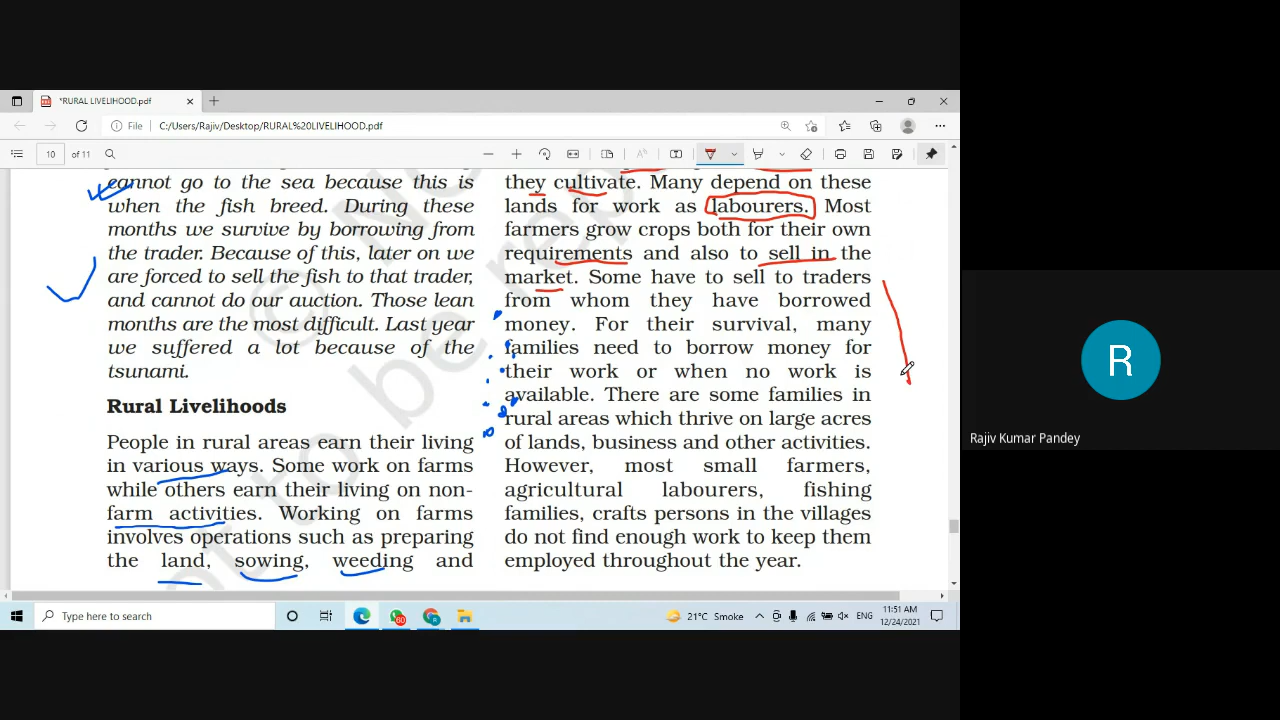 *RURAL LIVELIHOOD.pdf
File C:/Users/Rajiv/Desktop/RURAL%20LIVELIHOOD.pdf
10 of 11
cannot go to the sea because this is
when the fish breed. During these
months we survive by borrowing from
the trader. Because of this, later on we
are forced to sell the fish to that trader,
and cannot do our auction. Those lean
months are the most difficult. Last year
we suffered a lot because of the
tsunami.
Rural Livelihoods
People in rural areas earn their living
in various ways. Some work on farms
while others earn their living on non-
farm activities. Working on farms
involves operations such as preparing
the land, sowing, weeding and
they cultivate. Many depend on these
lands for work as labourers. Most
farmers grow crops both for their own
requirements and also to sell in the
market. Some have to sell to traders
from whom they have borrowed
money. For their survival, many
families need to borrow money for
their work or when no work is
available. There are some families in
rural areas which thrive on large acres
of lands, business and other activities.
However, most small farmers,
agricultural labourers, fishing
families, crafts persons in the villages
do not find enough work to keep them
employed throughout the year.
R
Rajiv Kumar Pandey
Type here to search
60
21°C Smoke
ENG
11:51 AM
12/24/2021